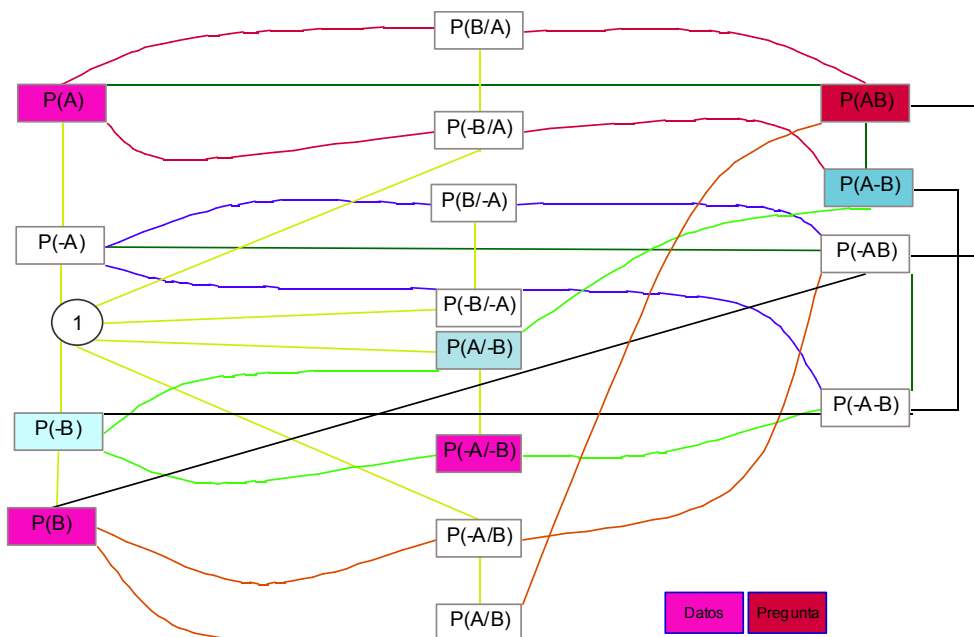 P(B/A)
P(A)
P(AB)
P(-B/A)
P(A-B)
P(B/-A)
P(-A)
P(-AB)
P(-B/-A)
1
P(A/-B)
P(-A-B)
P(-B)
P(-A/-B)
P(B)
P(-A/B)
P(A/B)
Datos
Pregunta